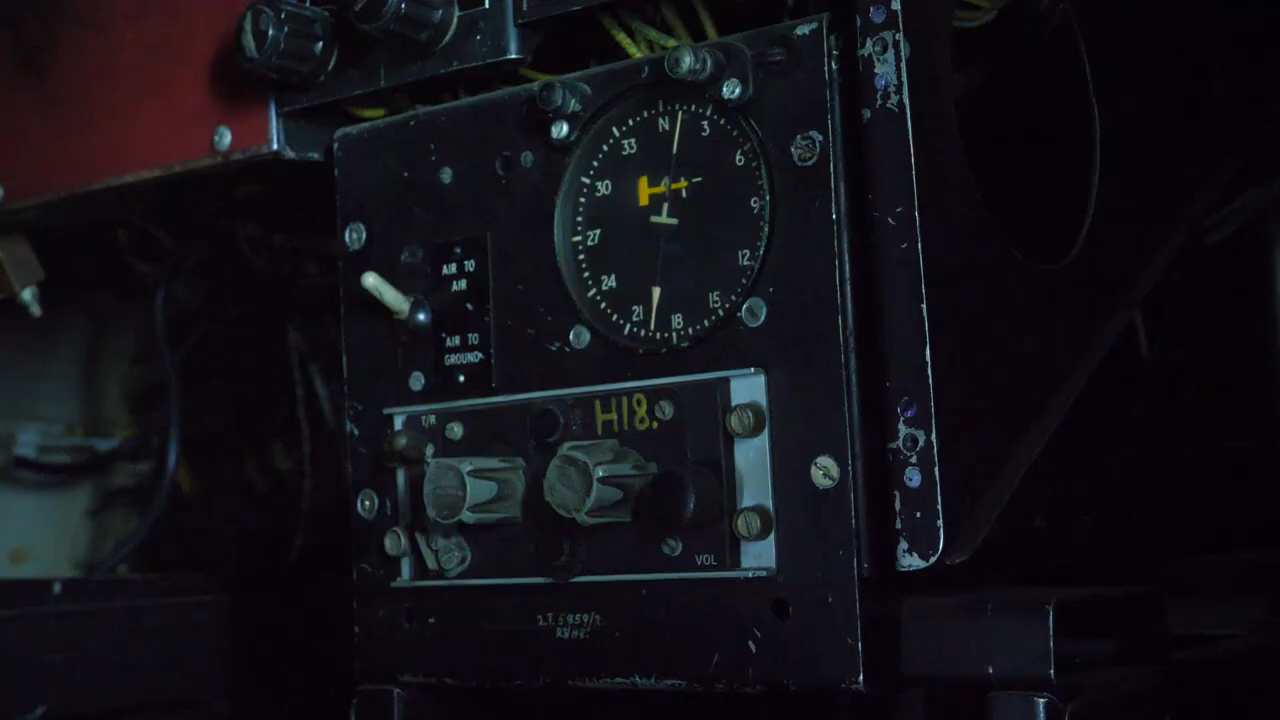 N
3
33
6
30
9
27
12
24
15
21
18
AIR TO
AIR
AIR TO
GROUND
T/R
H18.
VOL